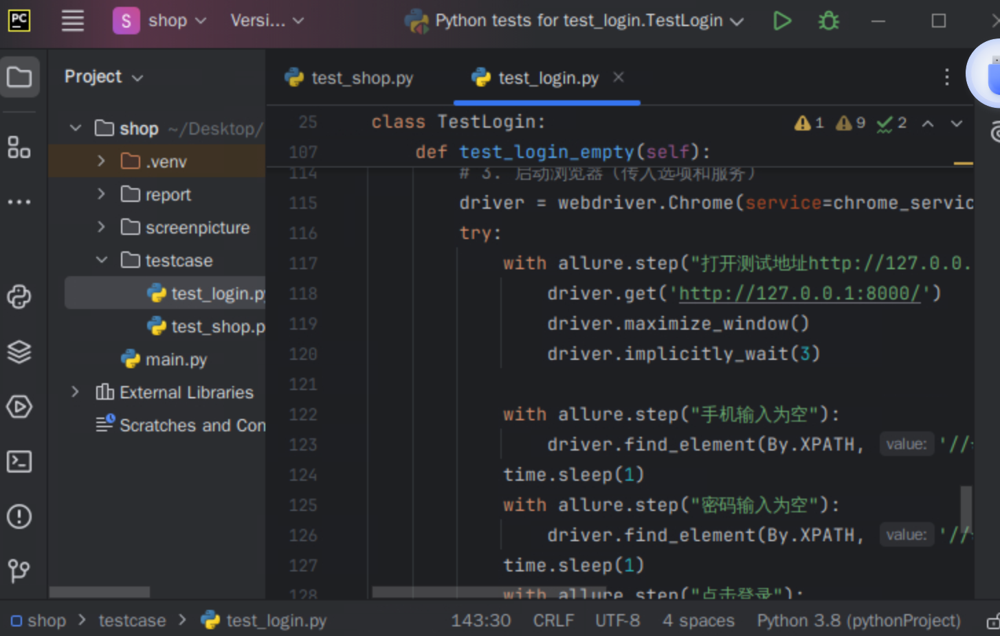 PC S shop Versi... Python tests for test_login.TestLogin
Project
shop ~/Desktop/
.venv
report
screenpicture
testcase
test_login.py
test_shop.p
main.py
External Libraries
Scratches and Con
test_shop.py test_login.py
25 class TestLogin: 1 9 2
107 def test_login_empty(self):
114 # 3. 启动浏览器（传入选项和服务）
115 driver = webdriver.Chrome(service=chrome_servic
116 try:
117 with allure.step("打开测试地址http://127.0.0.
118 driver.get('http://127.0.0.1:8000/')
119 driver.maximize_window()
120 driver.implicitly_wait(3)
121
122 with allure.step("手机输入为空"):
123 driver.find_element(By.XPATH, value: '//
124 time.sleep(1)
125 with allure.step("密码输入为空"):
126 driver.find_element(By.XPATH, value: '//
127 time.sleep(1)
128 with allure.step("点击登录"):
shop > testcase > test_login.py 143:30 CRLF UTF-8 4 spaces Python 3.8 (pythonProject)